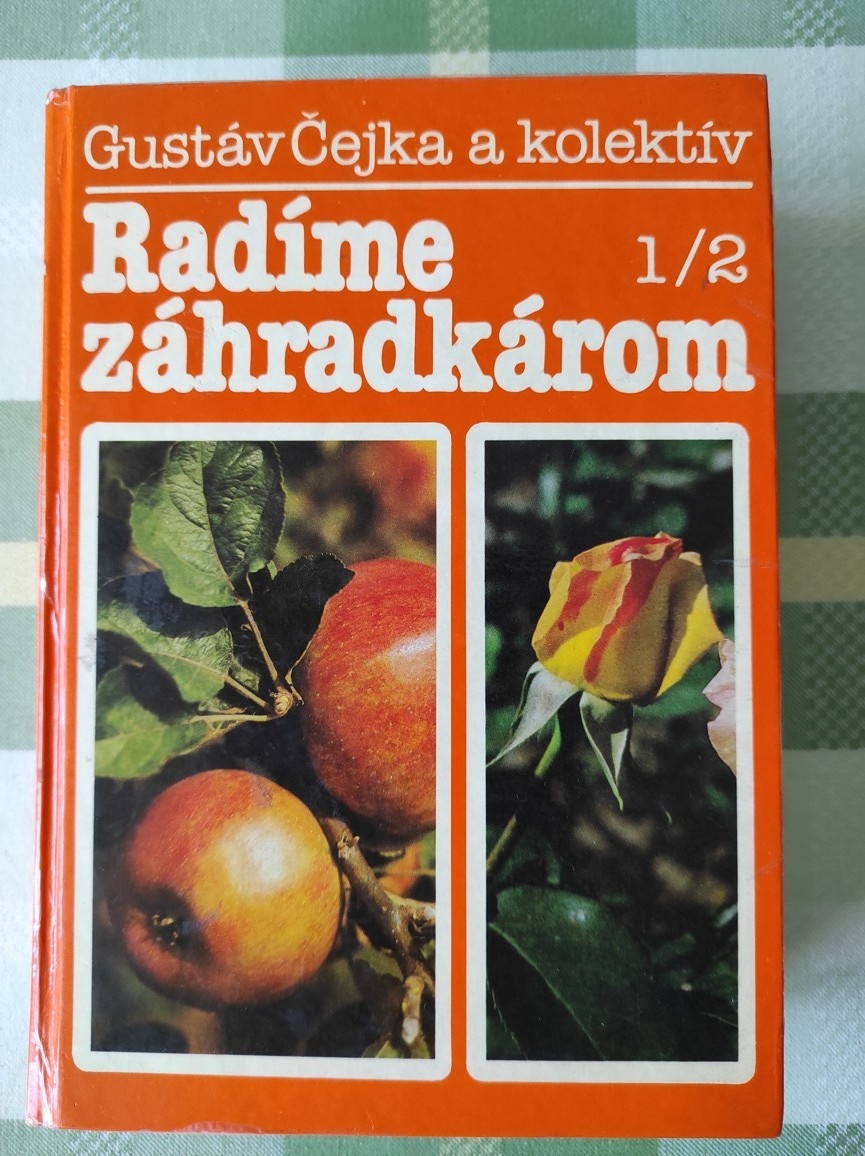 Gustáv Čejka a kolektív
Radíme 1/2
záhradkárom